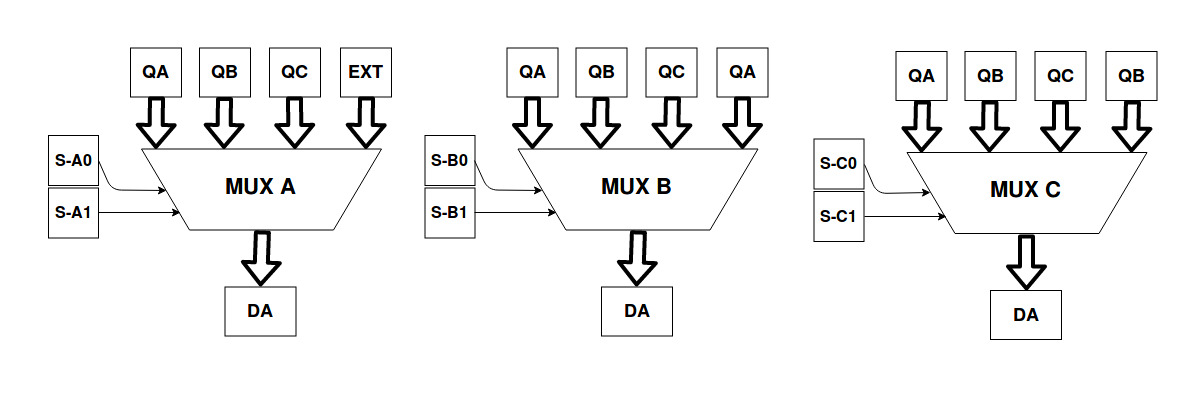 QA QB QC EXT
S-A0
S-A1
MUX A
DA
QA QB QC QA
S-B0
S-B1
MUX B
DA
QA QB QC QB
S-C0
S-C1
MUX C
DA